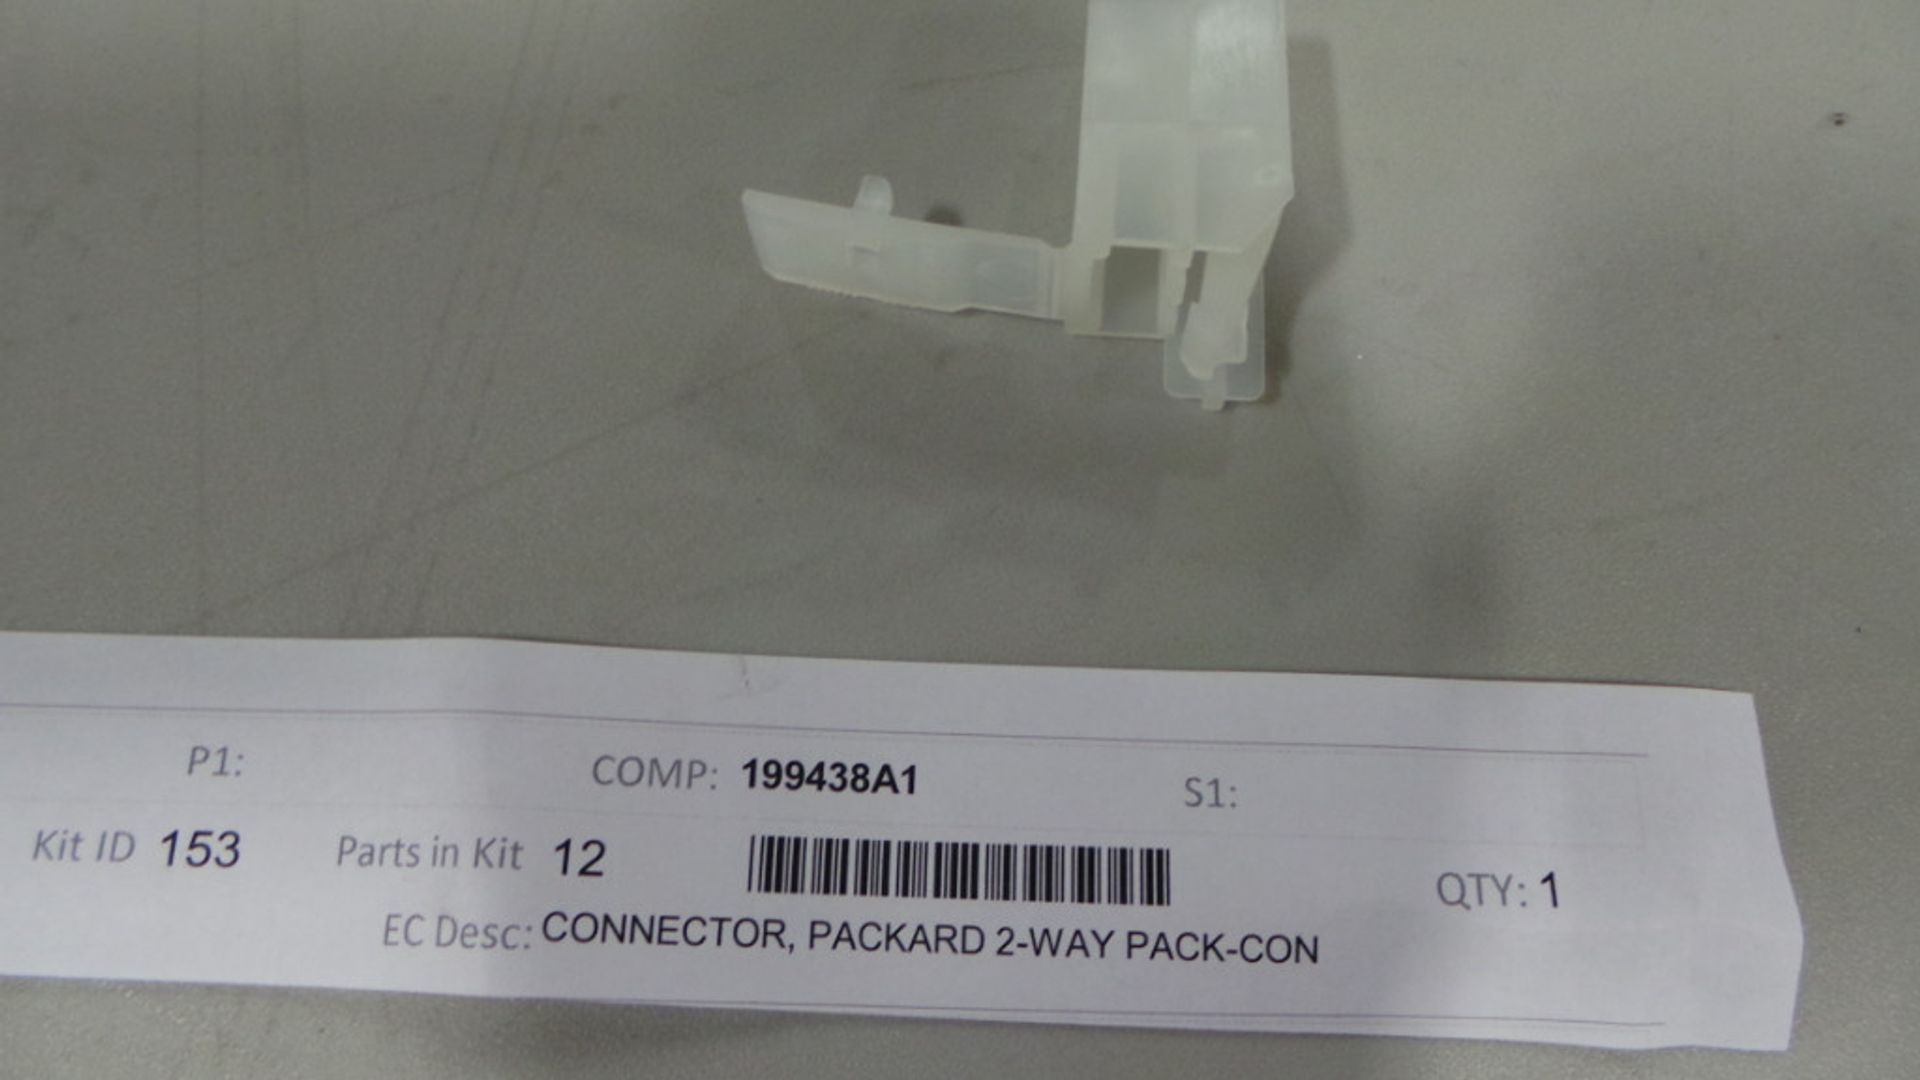 P1: COMP: 199438A1 S1:
Kit ID 153 Parts in Kit 12 QTY: 1
EC Desc: CONNECTOR, PACKARD 2-WAY PACK-CON